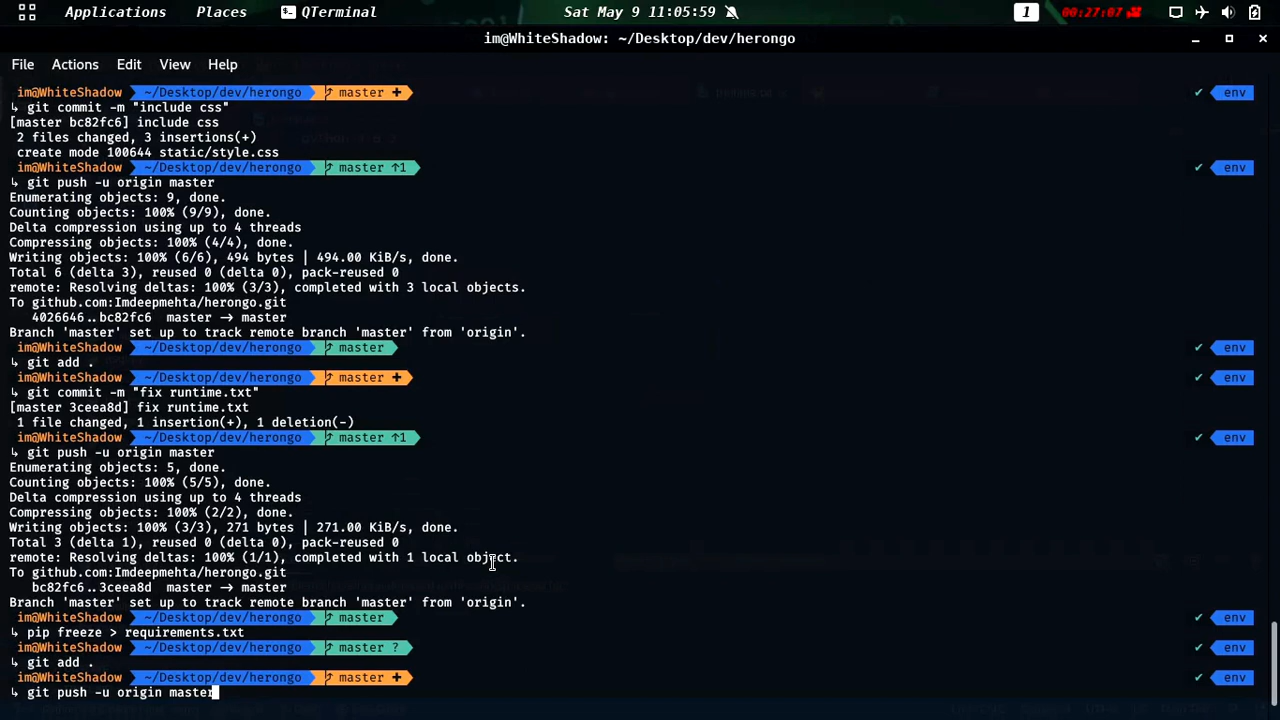 Applications Places QTerminal Sat May 9 11:05:59 1 00:27:07
im@WhiteShadow: ~/Desktop/dev/herongo
File Actions Edit View Help
im@WhiteShadow ~/Desktop/dev/herongo master + ✔ env
↳ git commit -m "include css"
[master bc82fc6] include css
2 files changed, 3 insertions(+)
create mode 100644 static/style.css
im@WhiteShadow ~/Desktop/dev/herongo master ↑1 ✔ env
↳ git push -u origin master
Enumerating objects: 9, done.
Counting objects: 100% (9/9), done.
Delta compression using up to 4 threads
Compressing objects: 100% (4/4), done.
Writing objects: 100% (6/6), 494 bytes | 494.00 KiB/s, done.
Total 6 (delta 3), reused 0 (delta 0), pack-reused 0
remote: Resolving deltas: 100% (3/3), completed with 3 local objects.
To github.com:Imdeepmehta/herongo.git
4026646..bc82fc6 master → master
Branch 'master' set up to track remote branch 'master' from 'origin'.
im@WhiteShadow ~/Desktop/dev/herongo master ✔ env
↳ git add .
im@WhiteShadow ~/Desktop/dev/herongo master + ✔ env
↳ git commit -m "fix runtime.txt"
[master 3ceea8d] fix runtime.txt
1 file changed, 1 insertion(+), 1 deletion(-)
im@WhiteShadow ~/Desktop/dev/herongo master ↑1 ✔ env
↳ git push -u origin master
Enumerating objects: 5, done.
Counting objects: 100% (5/5), done.
Delta compression using up to 4 threads
Compressing objects: 100% (2/2), done.
Writing objects: 100% (3/3), 271 bytes | 271.00 KiB/s, done.
Total 3 (delta 1), reused 0 (delta 0), pack-reused 0
remote: Resolving deltas: 100% (1/1), completed with 1 local object.
To github.com:Imdeepmehta/herongo.git
bc82fc6..3ceea8d master → master
Branch 'master' set up to track remote branch 'master' from 'origin'.
im@WhiteShadow ~/Desktop/dev/herongo master ✔ env
↳ pip freeze > requirements.txt
im@WhiteShadow ~/Desktop/dev/herongo master ? ✔ env
↳ git add .
im@WhiteShadow ~/Desktop/dev/herongo master + ✔ env
↳ git push -u origin master